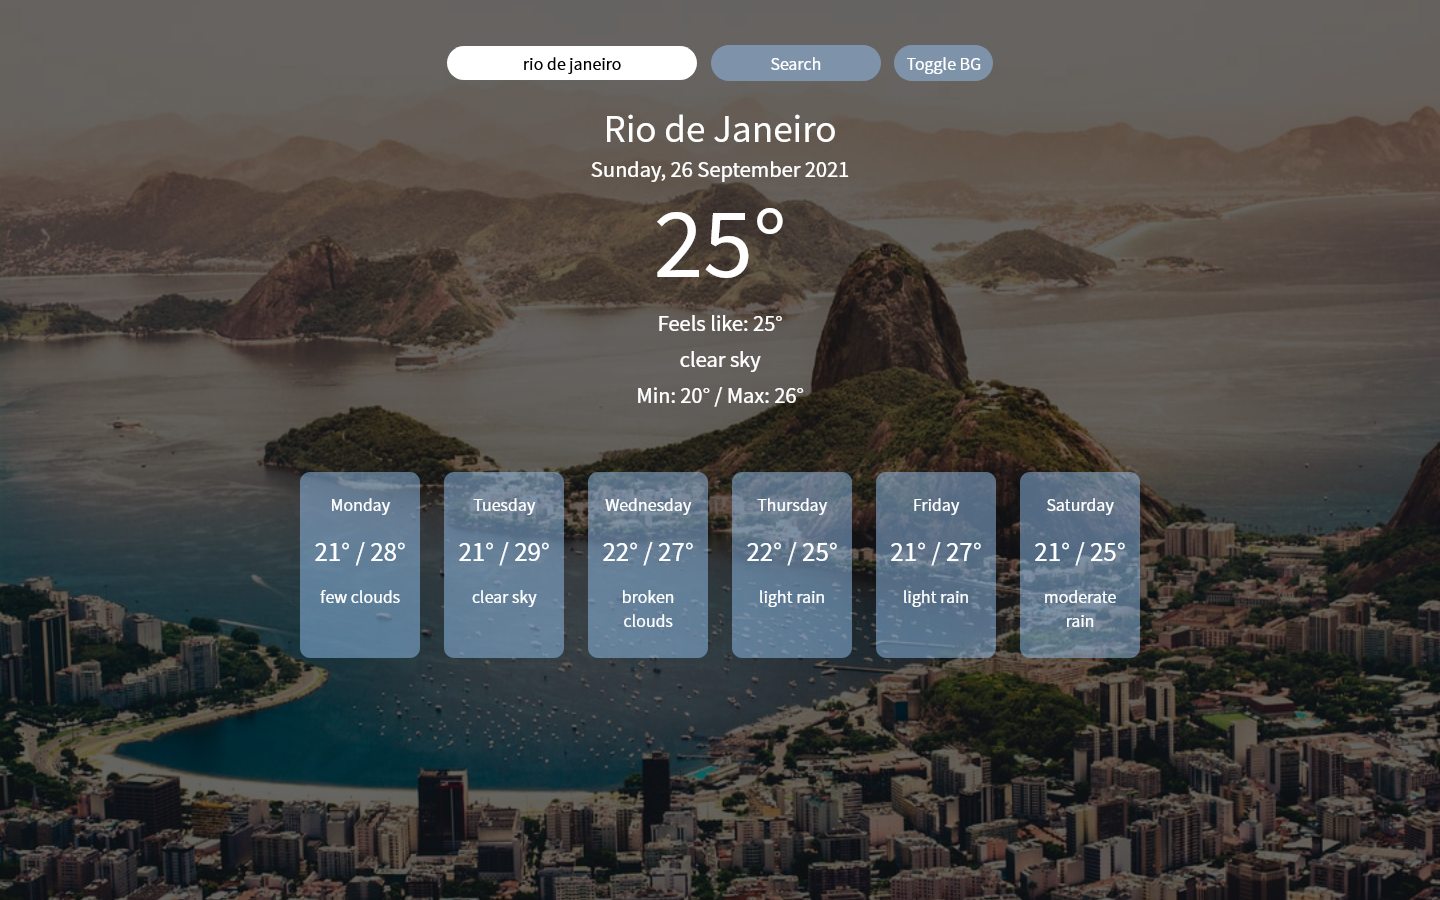 rio de janeiro
Search
Toggle BG
Rio de Janeiro
Sunday, 26 September 2021
25°
Feels like: 25°
clear sky
Min: 20° / Max: 26°
Monday
21° / 28°
few clouds
Tuesday
21° / 29°
clear sky
Wednesday
22° / 27°
broken
clouds
Thursday
22° / 25°
light rain
Friday
21° / 27°
light rain
Saturday
21° / 25°
moderate
rain